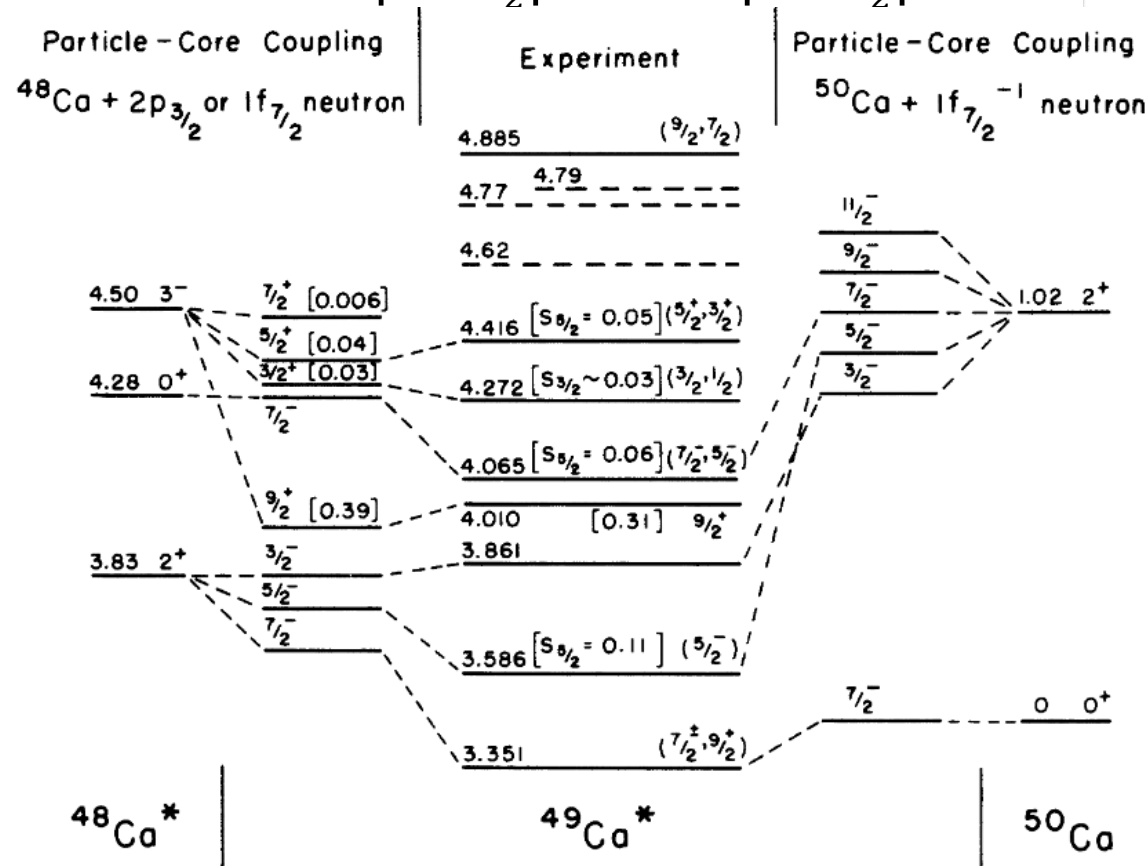 Particle-Core Coupling
48Ca + 2p3/2 or 1f7/2 neutron
Experiment
Particle-Core Coupling
50Ca + 1f7/2-1 neutron
4.50 3-
4.28 0+
3.83 2+
7/2+ [0.006]
5/2+ [0.04]
3/2+ [0.03]
7/2-
9/2+ [0.39]
3/2-
5/2-
7/2-
4.885 (9/2,7/2)
4.79
4.77
4.62
4.416 [S5/2 = 0.05](5/2+,3/2+)
4.272 [S3/2~0.03](3/2,1/2)
4.065 [S5/2 = 0.06](7/2-,5/2-)
4.010 [0.31] 9/2+
3.861
3.586 [S5/2 = 0.11] (5/2-)
3.351 (7/2±,9/2+)
11/2-
9/2-
7/2-
5/2-
3/2-
7/2-
1.02 2+
0 0+
48Ca*
49Ca*
50Ca